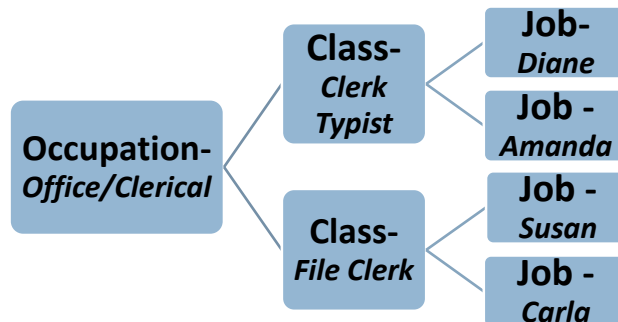 Occupation-
Office/Clerical
Class-
Clerk
Typist
Job-
Diane
Job -
Amanda
Class-
File Clerk
Job -
Susan
Job -
Carla